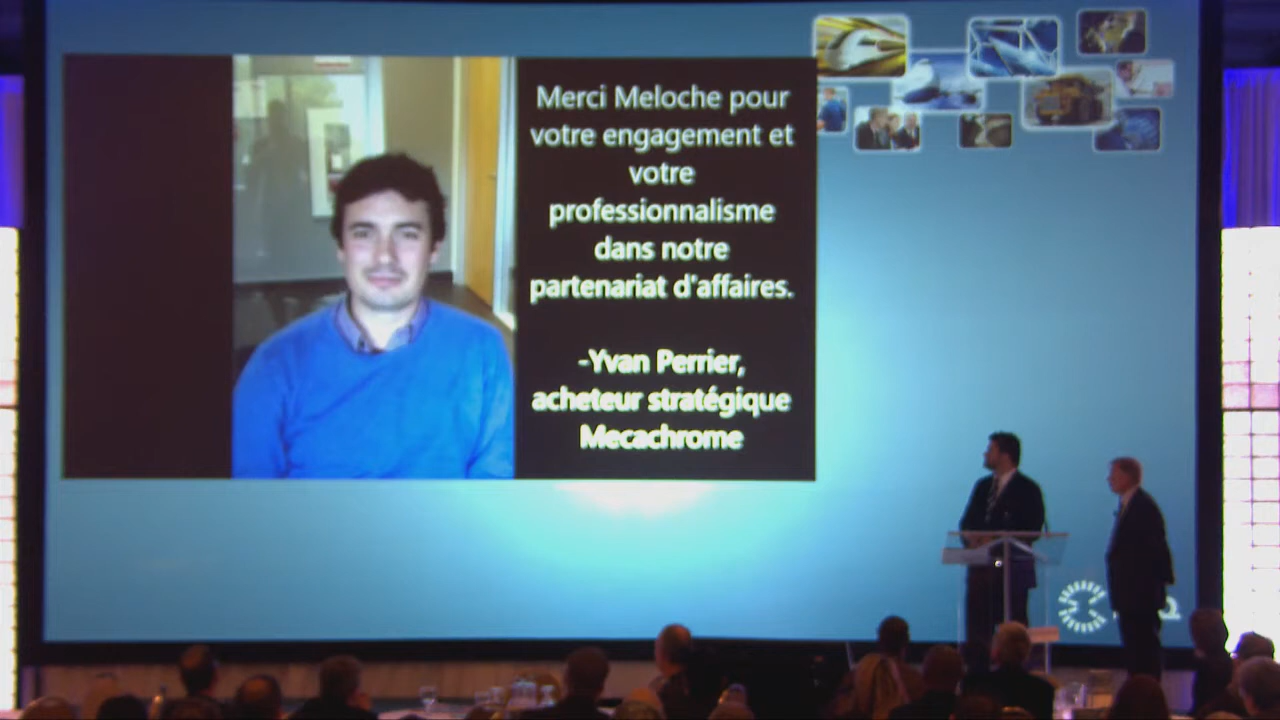 Merci Meloche pour
votre engagement et
votre
professionnalisme
dans notre
partenariat d'affaires.
-Yvan Perrier,
acheteur stratégique
Mecachrome